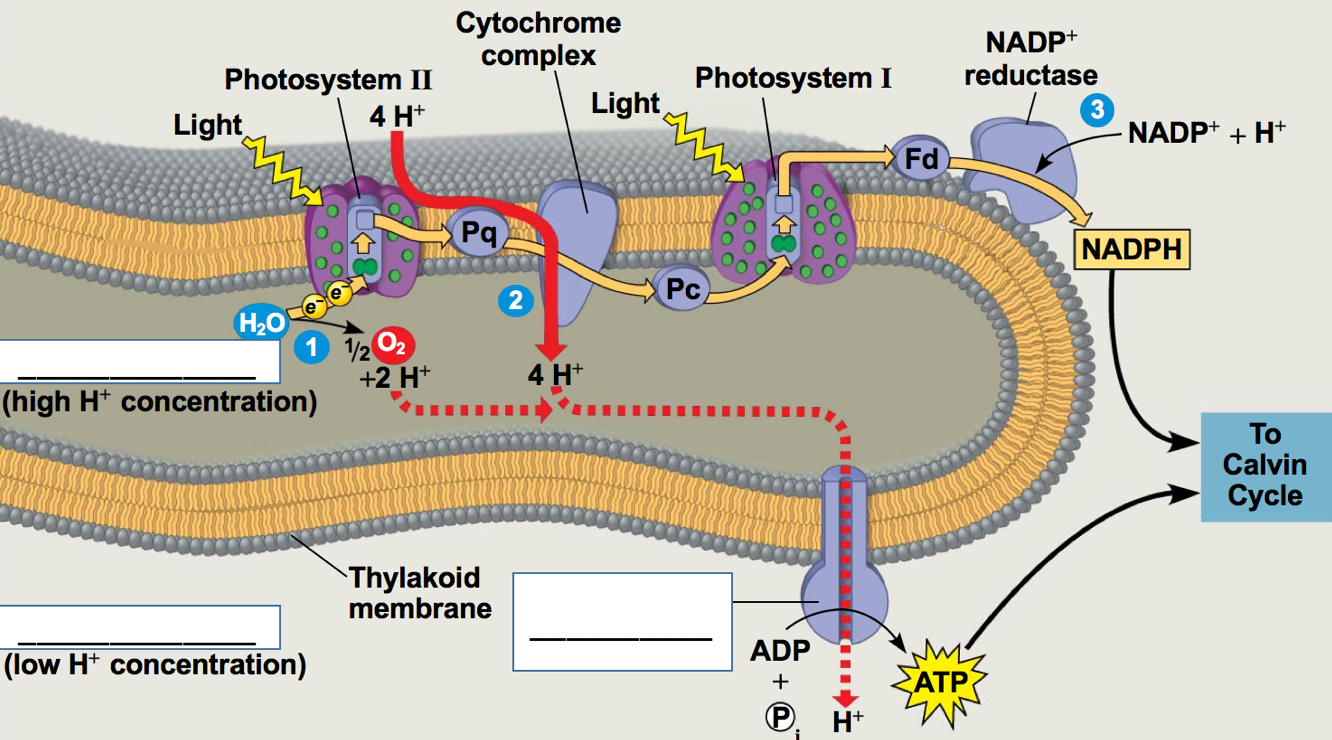 Cytochrome
complex
NADP⁺
reductase
Photosystem II
Photosystem I
4 H⁺
Light
Light
3
NADP⁺ + H⁺
Fd
Pq
NADPH
Pc
2
e⁻
e⁻
H₂O
1
1/2 O₂
+2 H⁺
4 H⁺
(high H⁺ concentration)
To
Calvin
Cycle
Thylakoid
membrane
(low H⁺ concentration)
ADP
+
P i
H⁺
ATP